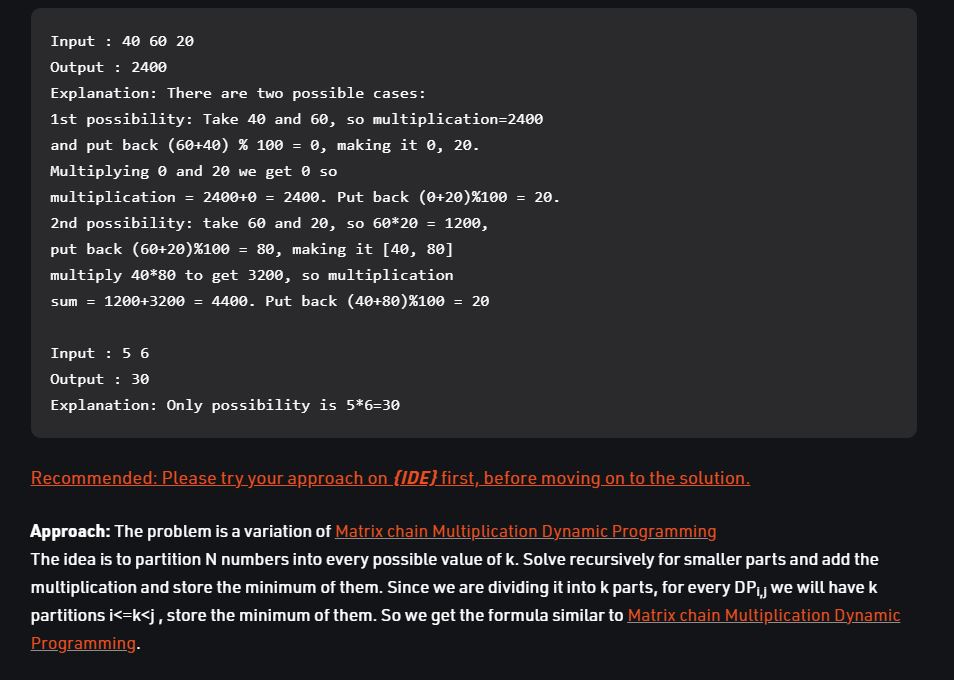 Input : 40 60 20
Output : 2400
Explanation: There are two possible cases:
1st possibility: Take 40 and 60, so multiplication=2400
and put back (60+40) % 100 = 0, making it 0, 20.
Multiplying 0 and 20 we get 0 so
multiplication = 2400+0 = 2400. Put back (0+20)%100 = 20.
2nd possibility: take 60 and 20, so 60*20 = 1200,
put back (60+20)%100 = 80, making it [40, 80]
multiply 40*80 to get 3200, so multiplication
sum = 1200+3200 = 4400. Put back (40+80)%100 = 20
Input : 5 6
Output : 30
Explanation: Only possibility is 5*6=30
Recommended: Please try your approach on {IDE} first, before moving on to the solution.
Approach: The problem is a variation of Matrix chain Multiplication Dynamic Programming
The idea is to partition N numbers into every possible value of k. Solve recursively for smaller parts and add the
multiplication and store the minimum of them. Since we are dividing it into k parts, for every DPi,j we will have k
partitions i<=k<j , store the minimum of them. So we get the formula similar to Matrix chain Multiplication Dynamic
Programming.